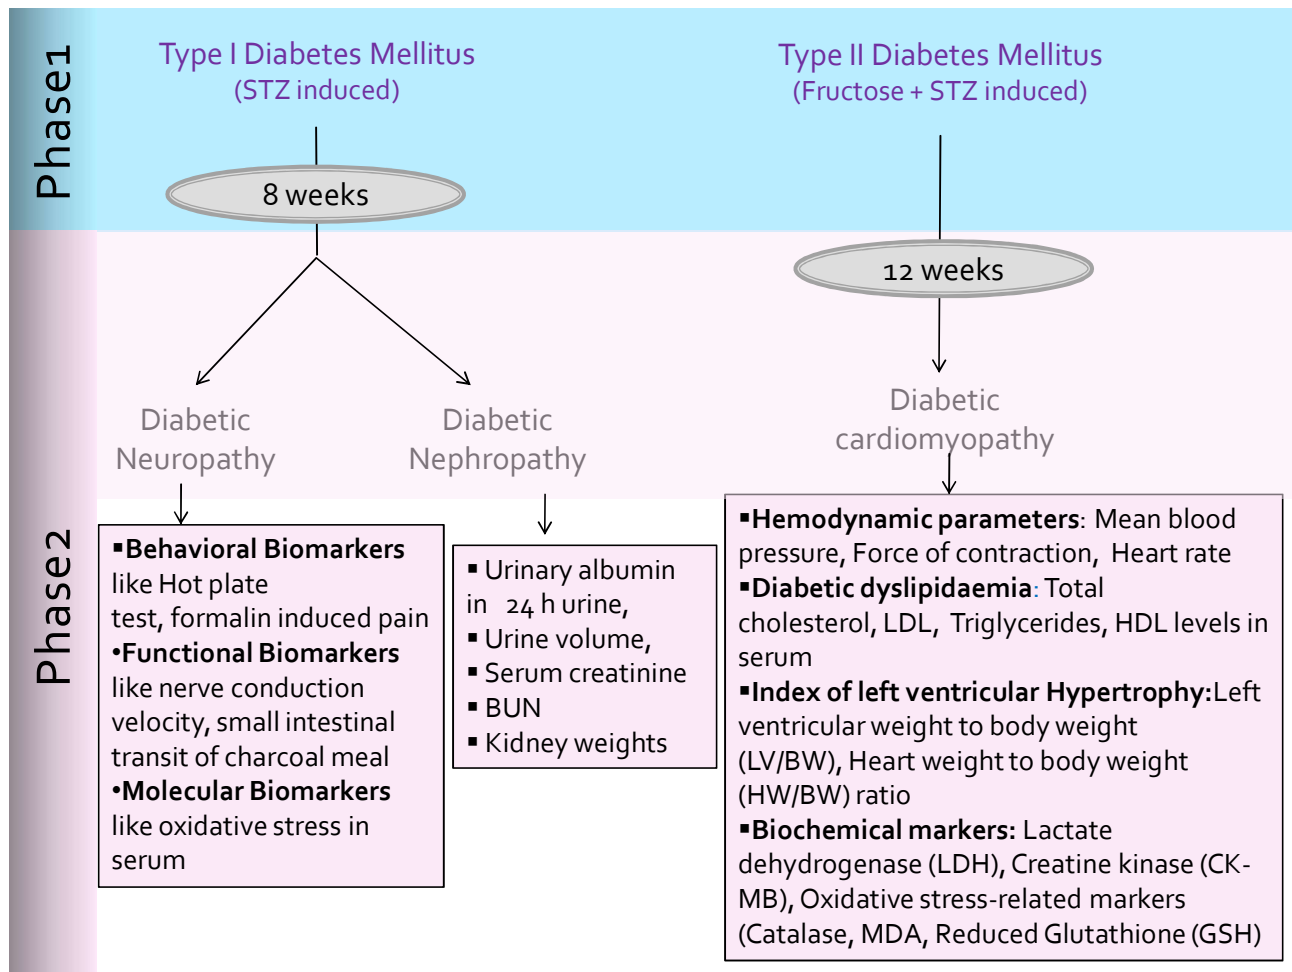 Phase1
Type I Diabetes Mellitus
(STZ induced)
Type II Diabetes Mellitus
(Fructose + STZ induced)
8 weeks
12 weeks
Phase2
Diabetic
Neuropathy
Diabetic
Nephropathy
Diabetic
cardiomyopathy
▪Behavioral Biomarkers
like Hot plate
test, formalin induced pain
•Functional Biomarkers
like nerve conduction
velocity, small intestinal
transit of charcoal meal
•Molecular Biomarkers
like oxidative stress in
serum
▪ Urinary albumin
in 24 h urine,
▪ Urine volume,
▪ Serum creatinine
▪ BUN
▪ Kidney weights
▪Hemodynamic parameters: Mean blood
pressure, Force of contraction, Heart rate
▪Diabetic dyslipidaemia: Total
cholesterol, LDL, Triglycerides, HDL levels in
serum
▪Index of left ventricular Hypertrophy:Left
ventricular weight to body weight
(LV/BW), Heart weight to body weight
(HW/BW) ratio
▪Biochemical markers: Lactate
dehydrogenase (LDH), Creatine kinase (CK-
MB), Oxidative stress-related markers
(Catalase, MDA, Reduced Glutathione (GSH)